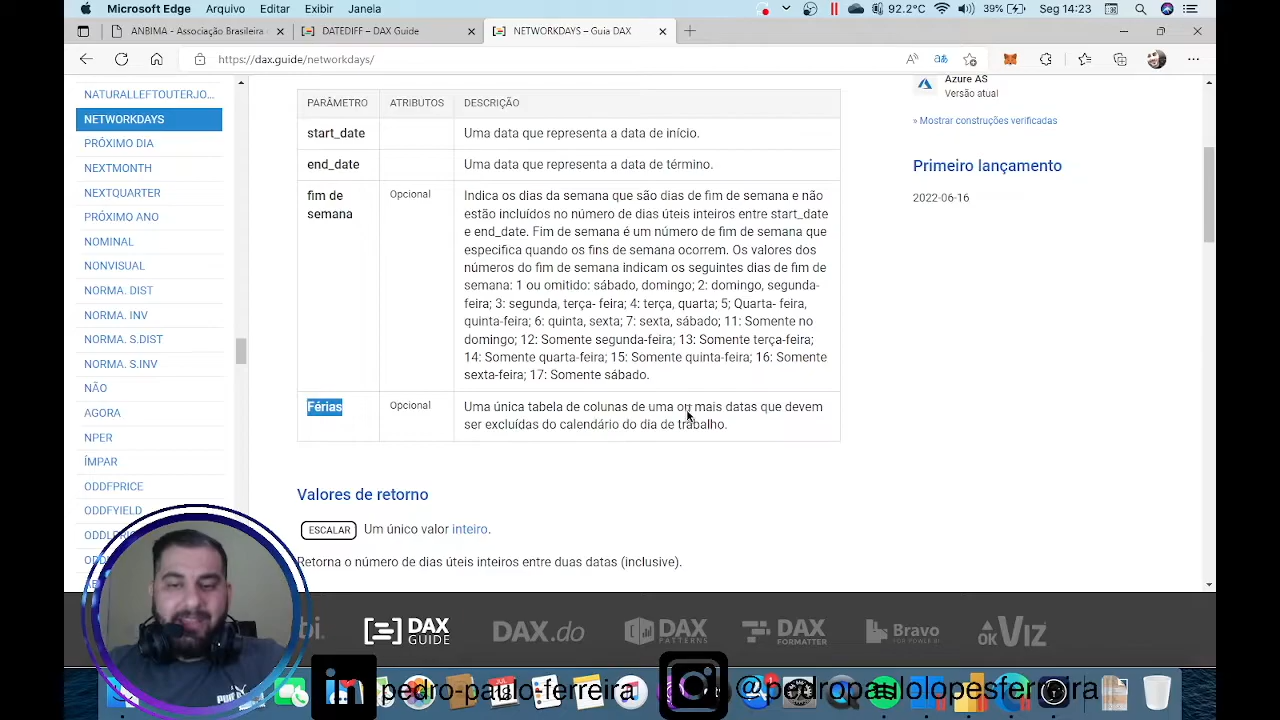 Microsoft Edge Arquivo Editar Exibir Janela
92.2°C 39% Seg 14:23
ANBIMA - Associação Brasileira
DATEDIFF – DAX Guide
NETWORKDAYS – Guia DAX
https://dax.guide/networkdays/
NATURALLEFTOUTERJO...
NETWORKDAYS
PRÓXIMO DIA
NEXTMONTH
NEXTQUARTER
PRÓXIMO ANO
NOMINAL
NONVISUAL
NORMA. DIST
NORMA. INV
NORMA. S.DIST
NORMA. S.INV
NÃO
AGORA
NPER
ÍMPAR
ODDFPRICE
ODDFYIELD
PARÂMETRO ATRIBUTOS DESCRIÇÃO
start_date Uma data que representa a data de início.
end_date Uma data que representa a data de término.
fim de semana Opcional
Indica os dias da semana que são dias de fim de semana e não
estão incluídos no número de dias úteis inteiros entre start_date
e end_date. Fim de semana é um número de fim de semana que
especifica quando os fins de semana ocorrem. Os valores dos
números do fim de semana indicam os seguintes dias de fim de
semana: 1 ou omitido: sábado, domingo; 2: domingo, segunda-
feira; 3: segunda, terça- feira; 4: terça, quarta; 5; Quarta- feira,
quinta-feira; 6: quinta, sexta; 7: sexta, sábado; 11: Somente no
domingo; 12: Somente segunda-feira; 13: Somente terça-feira;
14: Somente quarta-feira; 15: Somente quinta-feira; 16: Somente
sexta-feira; 17: Somente sábado.
Férias Opcional
Uma única tabela de colunas de uma ou mais datas que devem
ser excluídas do calendário do dia de trabalho.
Valores de retorno
ESCALAR Um único valor inteiro.
Retorna o número de dias úteis inteiros entre duas datas (inclusive).
Azure AS
Versão atual
» Mostrar construções verificadas
Primeiro lançamento
2022-06-16
DAX GUIDE
DAX.do
DAX PATTERNS
DAX FORMATTER
Bravo FOR POWER BI
OK VIZ
in pedro-paulo-ferreira
@pedropaulolopesferreira